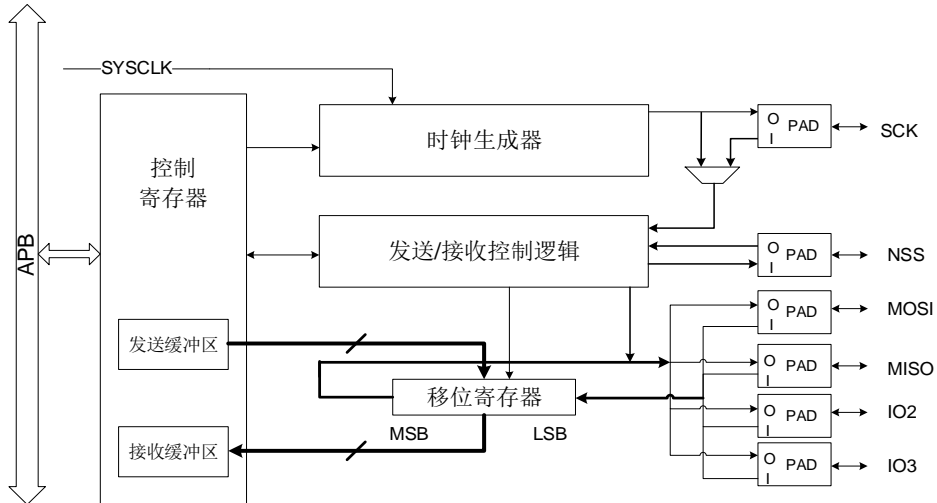 SYSCLK
时钟生成器
O
I
PAD
SCK
控制
寄存器
APB
发送/接收控制逻辑
O
I
PAD
NSS
O
I
PAD
MOSI
发送缓冲区
O
I
PAD
MISO
移位寄存器
MSB
LSB
O
I
PAD
IO2
接收缓冲区
O
I
PAD
IO3